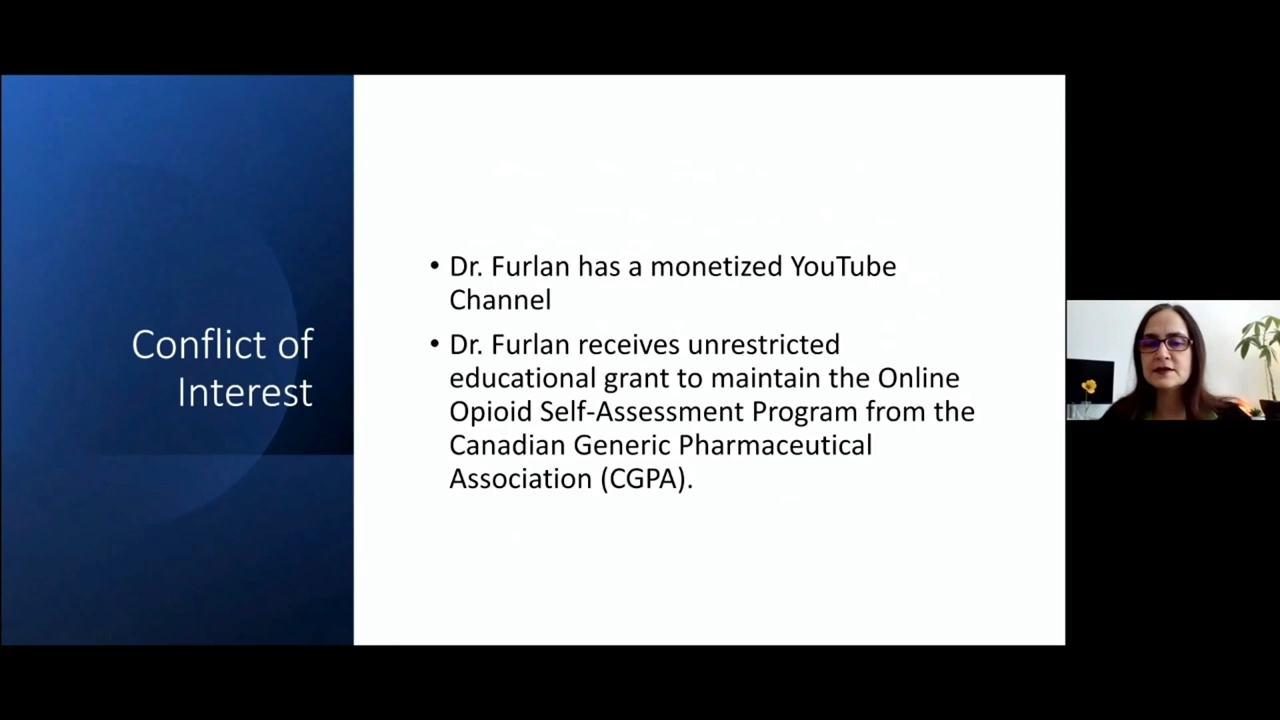 Conflict of
Interest
• Dr. Furlan has a monetized YouTube
Channel
• Dr. Furlan receives unrestricted
educational grant to maintain the Online
Opioid Self-Assessment Program from the
Canadian Generic Pharmaceutical
Association (CGPA).